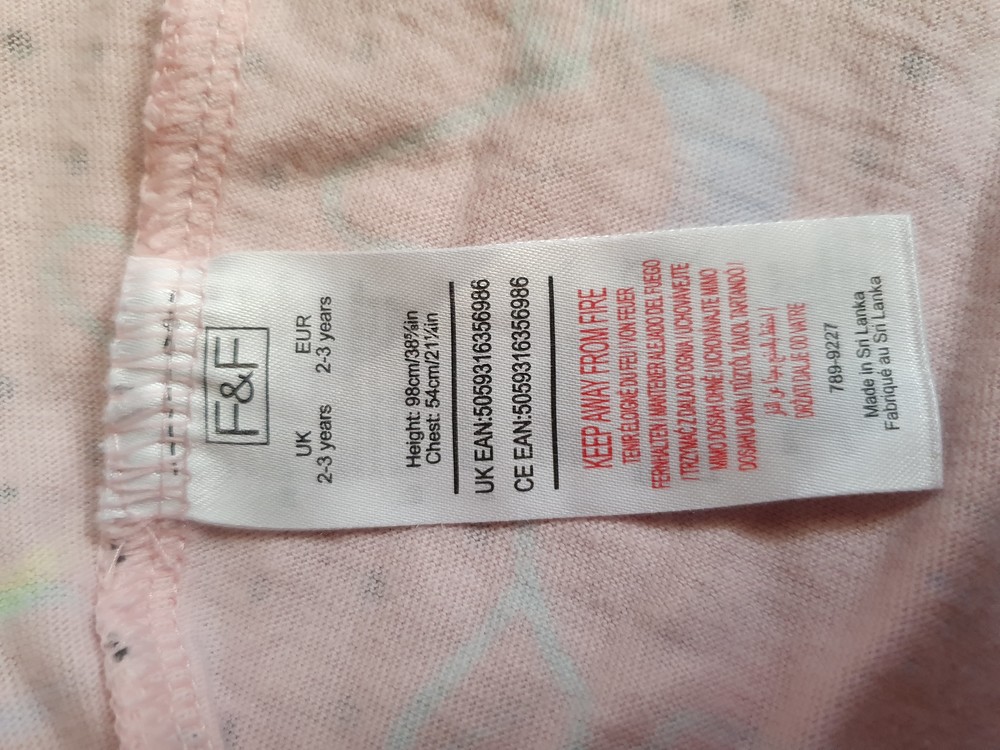 F&F
UK EUR
2-3 years 2-3 years
Height: 98cm/38⅝in
Chest: 54cm/21¼in
UK EAN:5059316356986
CE EAN:5059316356986
KEEP AWAY FROM FIRE
TENIR ÉLOIGNÉ DU FEU / VON FEUER
FERNHALTEN / MANTENER ALEJADO DEL FUEGO
/ TRZYMAĆ Z DALA OD OGNIA / UCHOVÁVEJTE
MIMO DOSAH OHNĚ / UCHOVÁVAJTE MIMO
DOSAHU OHŇA / TŰZTŐL TÁVOL TARTANDÓ /
DRŽATI DALJE OD VATRE
789-9227
Made in Sri Lanka
Fabriqué au Sri Lanka